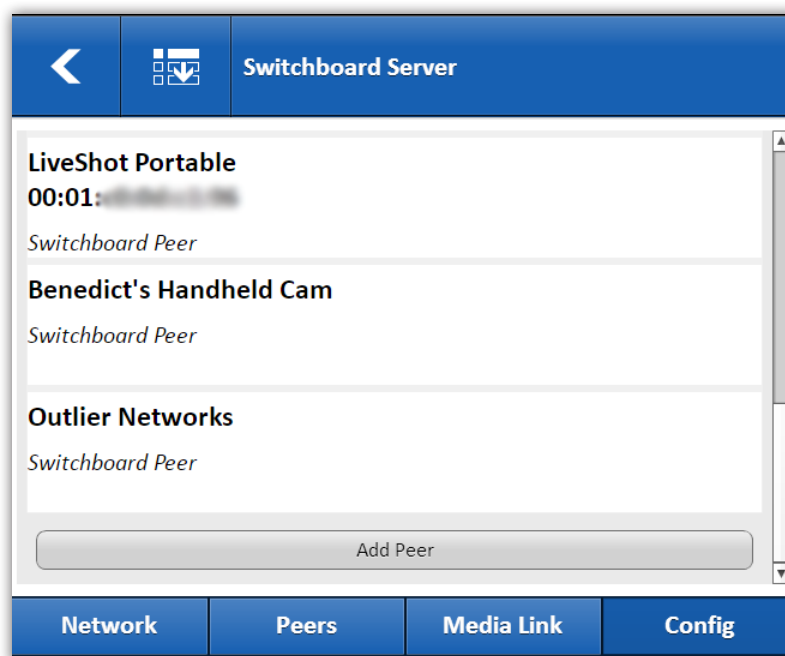 Switchboard Server
LiveShot Portable
00:01:
Switchboard Peer
Benedict's Handheld Cam
Switchboard Peer
Outlier Networks
Switchboard Peer
Add Peer
Network Peers Media Link Config